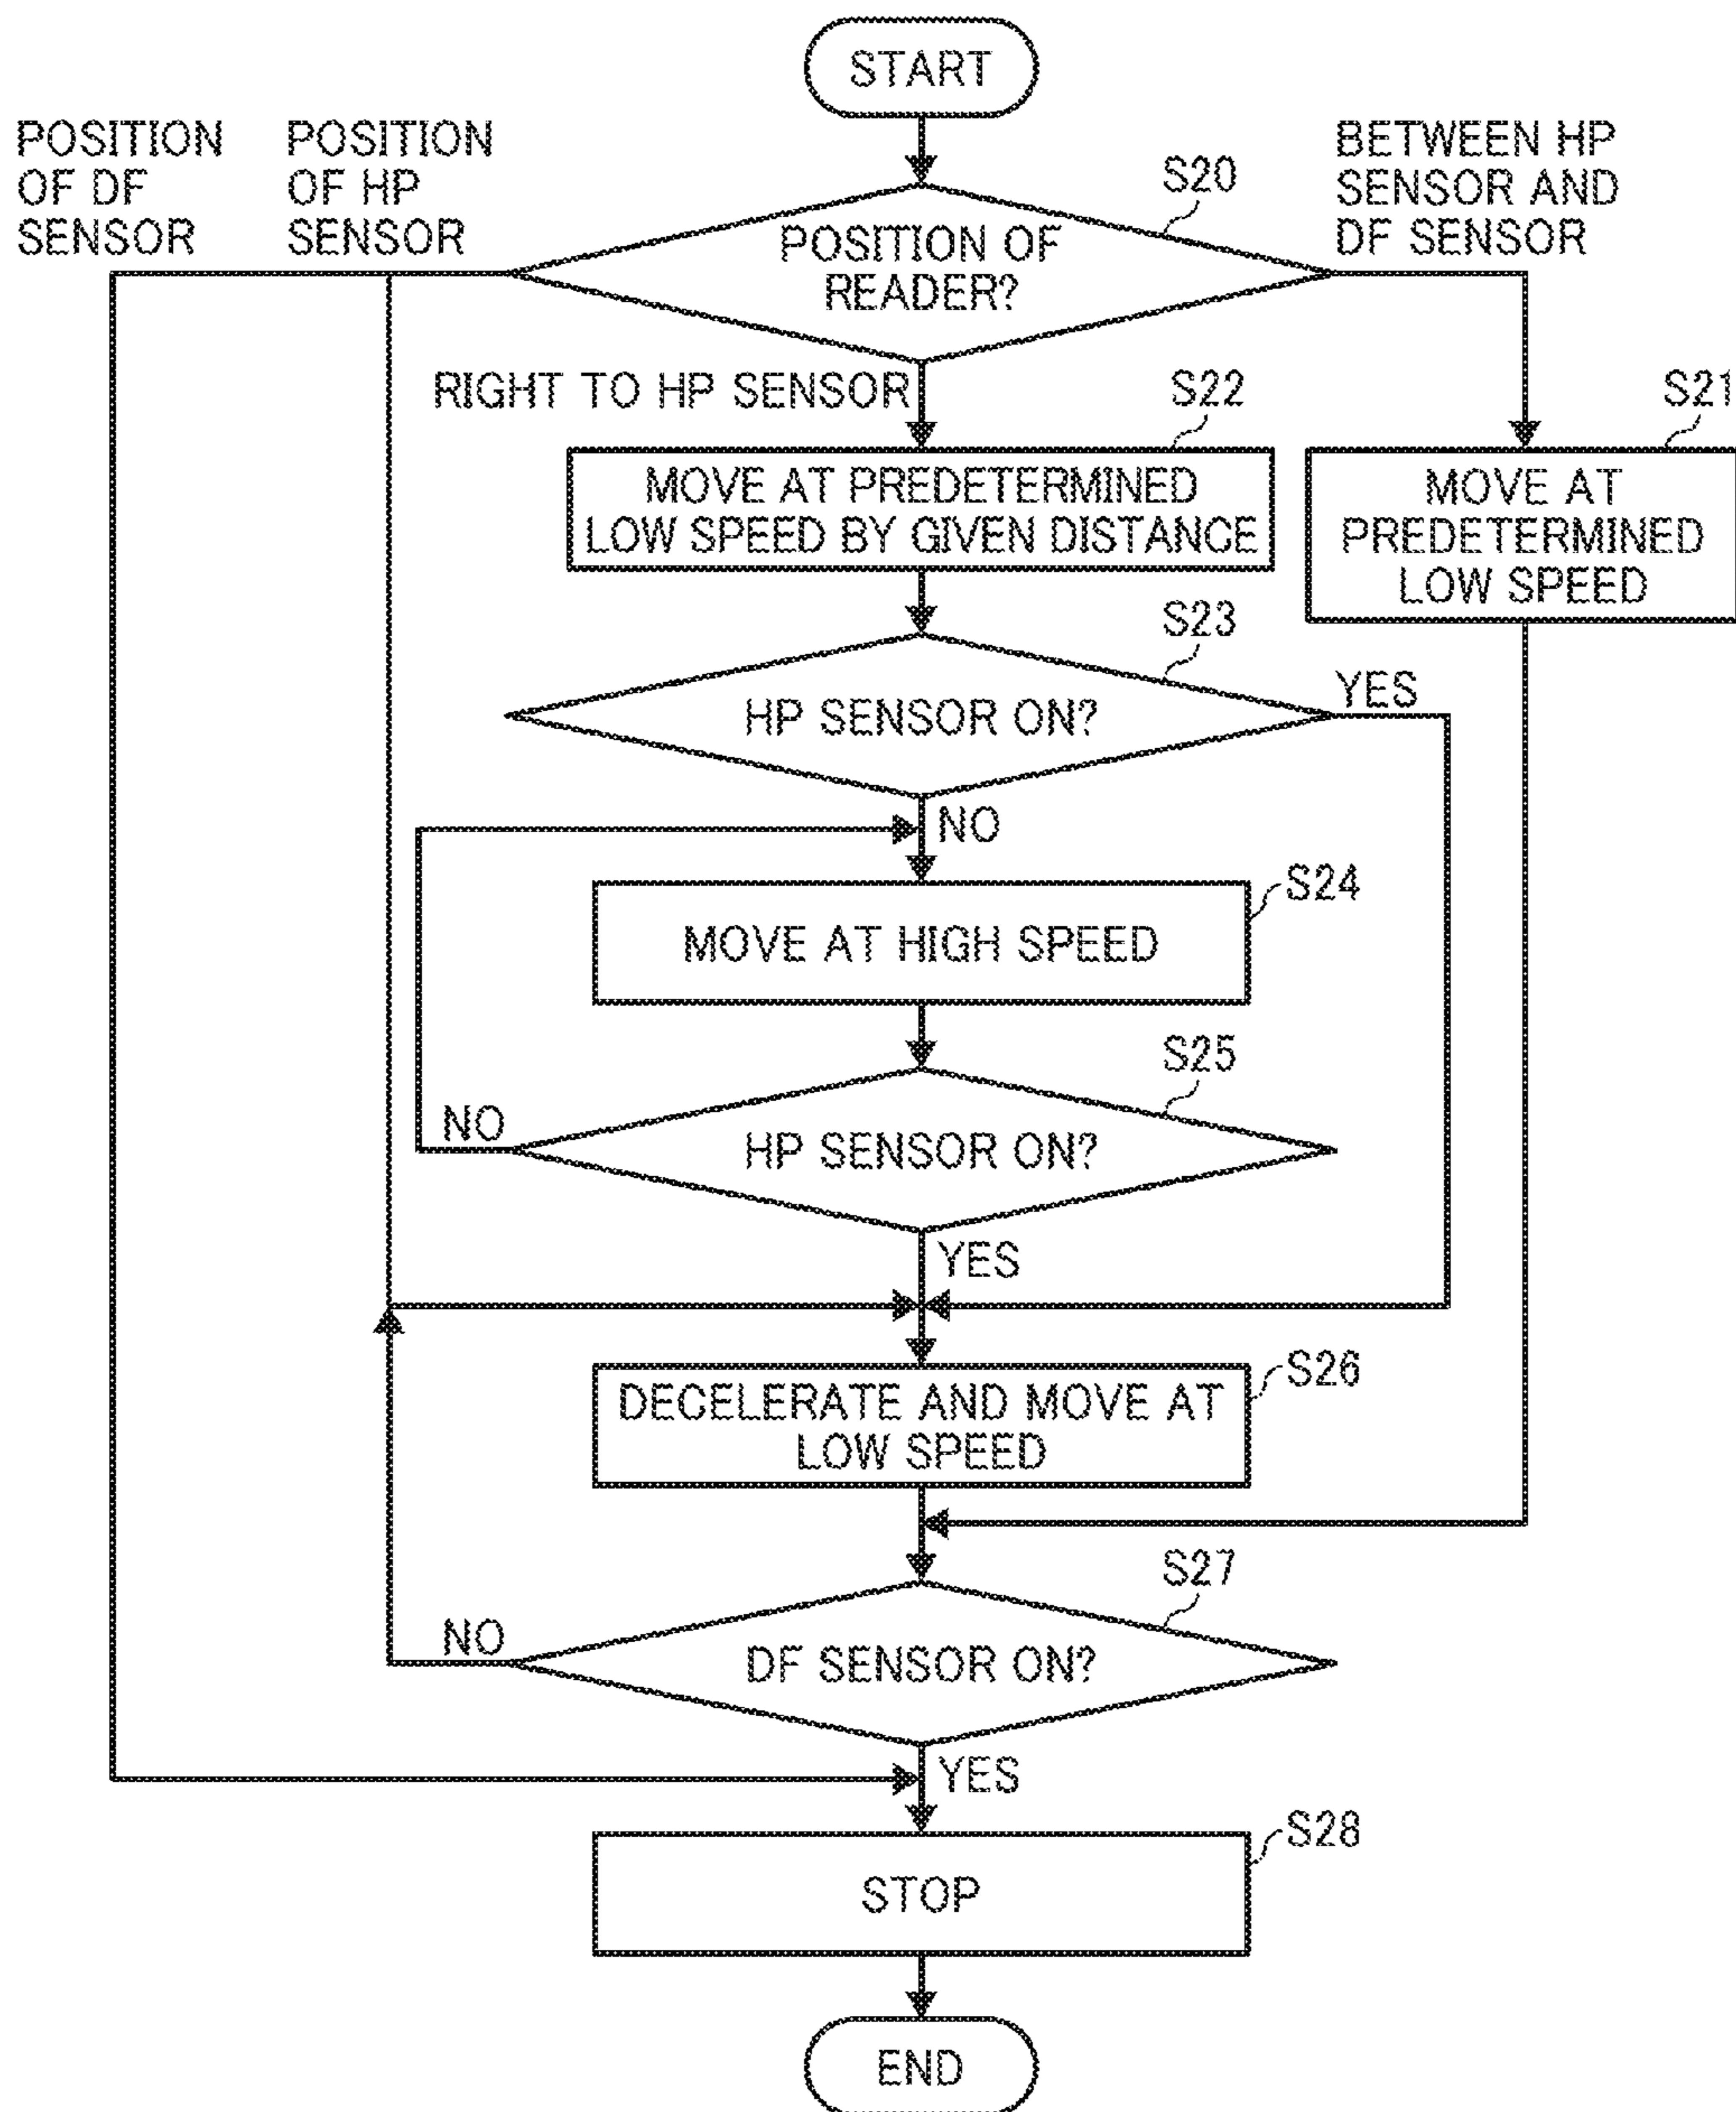 START
POSITION
OF DF
SENSOR
POSITION
OF HP
SENSOR
BETWEEN HP
SENSOR AND
DF SENSOR
S20
POSITION OF
READER?
RIGHT TO HP SENSOR
S22
S21
MOVE AT PREDETERMINED
LOW SPEED BY GIVEN DISTANCE
MOVE AT
PREDETERMINED
LOW SPEED
S23
HP SENSOR ON?
YES
NO
S24
MOVE AT HIGH SPEED
S25
HP SENSOR ON?
NO
YES
S26
DECELERATE AND MOVE AT
LOW SPEED
S27
DF SENSOR ON?
NO
YES
S28
STOP
END